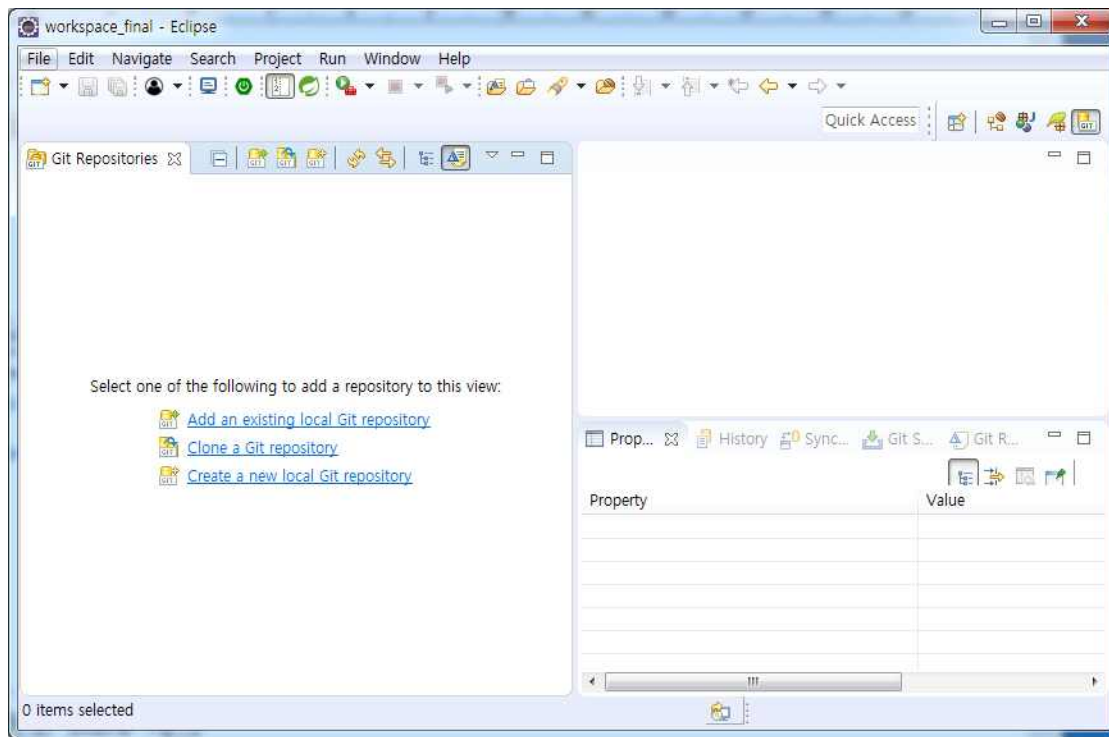 workspace_final - Eclipse
File Edit Navigate Search Project Run Window Help
Quick Access
Git Repositories
Select one of the following to add a repository to this view:
Add an existing local Git repository
Clone a Git repository
Create a new local Git repository
Prop... History Sync... Git S... Git R...
Property Value
0 items selected